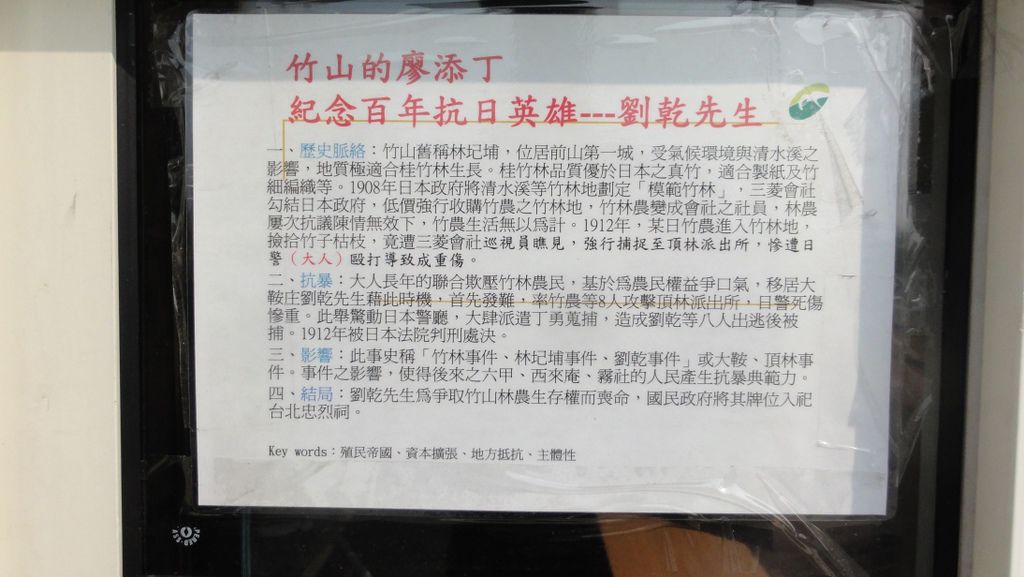 竹山的廖添丁
紀念百年抗日英雄---劉乾先生
一、歷史脈絡：竹山舊稱林圮埔，位居前山第一城，受氣候環境與清水溪之
影響，地質極適合桂竹林生長。桂竹林品質優於日本之真竹，適合製紙及竹
細編織等。1908年日本政府將清水溪等竹林地劃定「模範竹林」，三菱會社
勾結日本政府，低價強行收購竹農之竹林地，竹林農變成會社之社員，林農
屢次抗議陳情無效下，竹農生活無以為計。1912年，某日竹農進入竹林地，
撿拾竹子枯枝，竟遭三菱會社巡視員瞧見，強行捕捉至頂林派出所，慘遭日
警（大人）毆打導致成重傷。
二、抗暴：大人長年的聯合欺壓竹林農民，基於為農民權益爭口氣，移居大
鞍庄劉乾先生藉此時機，首先發難，率竹農等8人攻擊頂林派出所，日警死傷
慘重。此舉驚動日本警廳，大肆派遣丁勇蒐捕，造成劉乾等八人出逃後被
捕。1912年被日本法院判刑處決。
三、影響：此事史稱「竹林事件、林圮埔事件、劉乾事件」或大鞍、頂林事
件。事件之影響，使得後來之六甲、西來庵、霧社的人民產生抗暴典範力。
四、結局：劉乾先生為爭取竹山林農生存權而喪命，國民政府將其牌位入祀
台北忠烈祠。
Key words：殖民帝國、資本擴張、地方抵抗、主體性